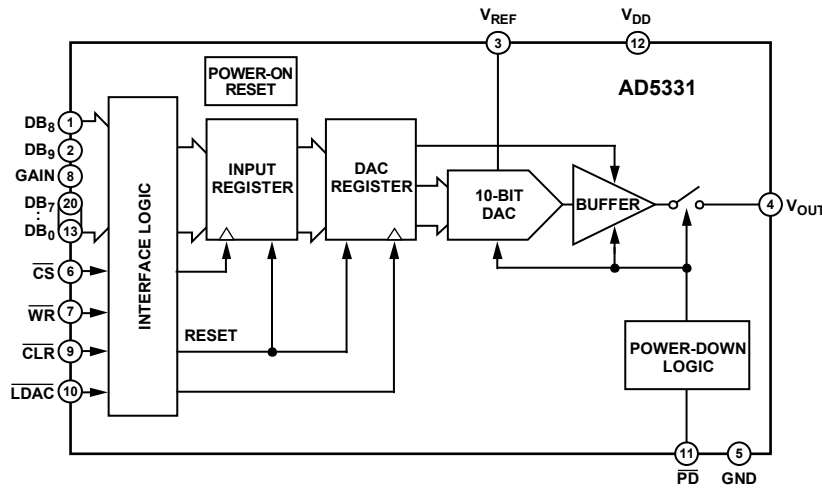 VREF
3
VDD
12
AD5331
POWER-ON
RESET
DB8 1
DB9 2
GAIN 8
DB7 20
:
DB0 13
CS 6
WR 7
CLR 9
LDAC 10
INTERFACE LOGIC
INPUT
REGISTER
DAC
REGISTER
10-BIT
DAC
BUFFER
4 VOUT
RESET
POWER-DOWN
LOGIC
11
PD
5
GND